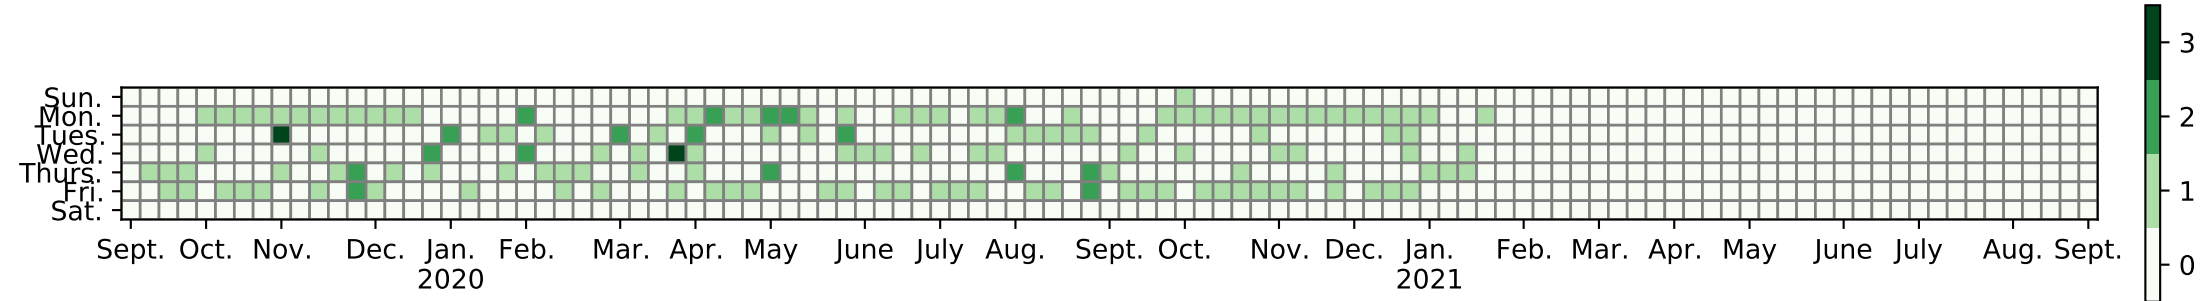 Sun.
Mon.
Tues.
Wed.
Thurs.
Fri.
Sat.
Sept. Oct. Nov. Dec. Jan. Feb. Mar. Apr. May June July Aug. Sept. Oct. Nov. Dec. Jan. Feb. Mar. Apr. May June July Aug. Sept.
2020 2021
3
2
1
0